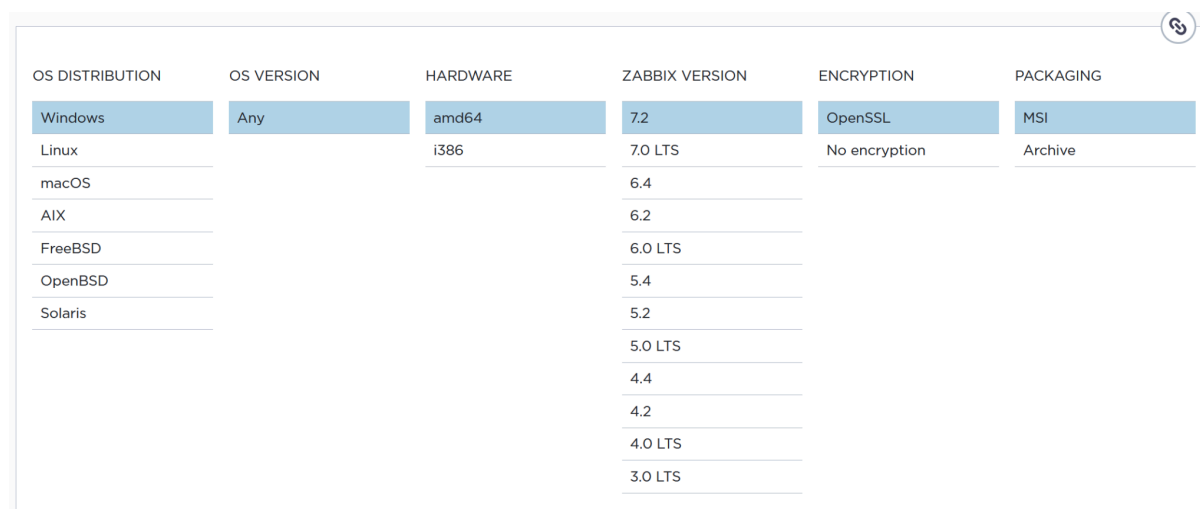 OS DISTRIBUTION OS VERSION HARDWARE ZABBIX VERSION ENCRYPTION PACKAGING
Windows Any amd64 7.2 OpenSSL MSI
Linux i386 7.0 LTS No encryption Archive
macOS 6.4
AIX 6.2
FreeBSD 6.0 LTS
OpenBSD 5.4
Solaris 5.2
5.0 LTS
4.4
4.2
4.0 LTS
3.0 LTS